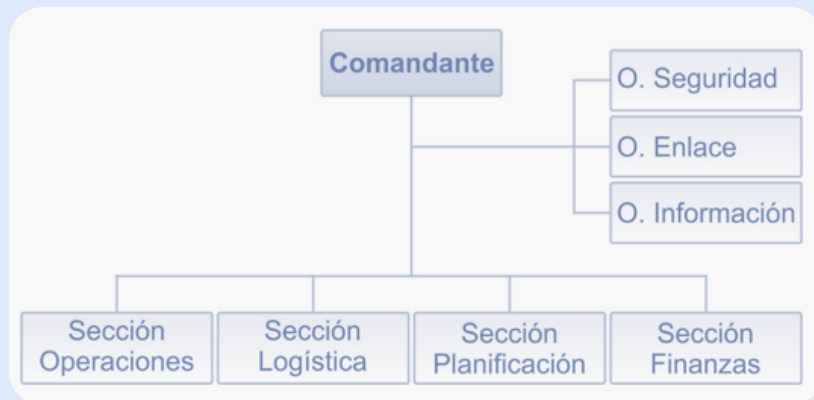 Comandante
O. Seguridad
O. Enlace
O. Información
Sección
Operaciones
Sección
Logística
Sección
Planificación
Sección
Finanzas